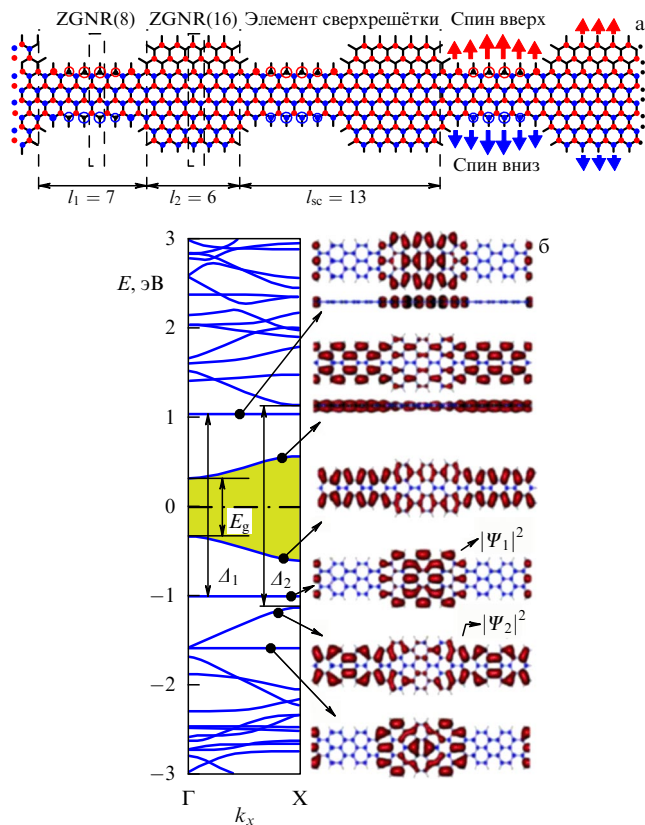 ZGNR(8) ZGNR(16) Элемент сверхрешётки Спин вверх а
Спин вниз
l₁ = 7 l₂ = 6 lsc = 13
б
E, эВ
3
2
1
0
−1
−2
−3
Eg
Δ₁ Δ₂
|Ψ₁|²
|Ψ₂|²
Γ X
kₓ